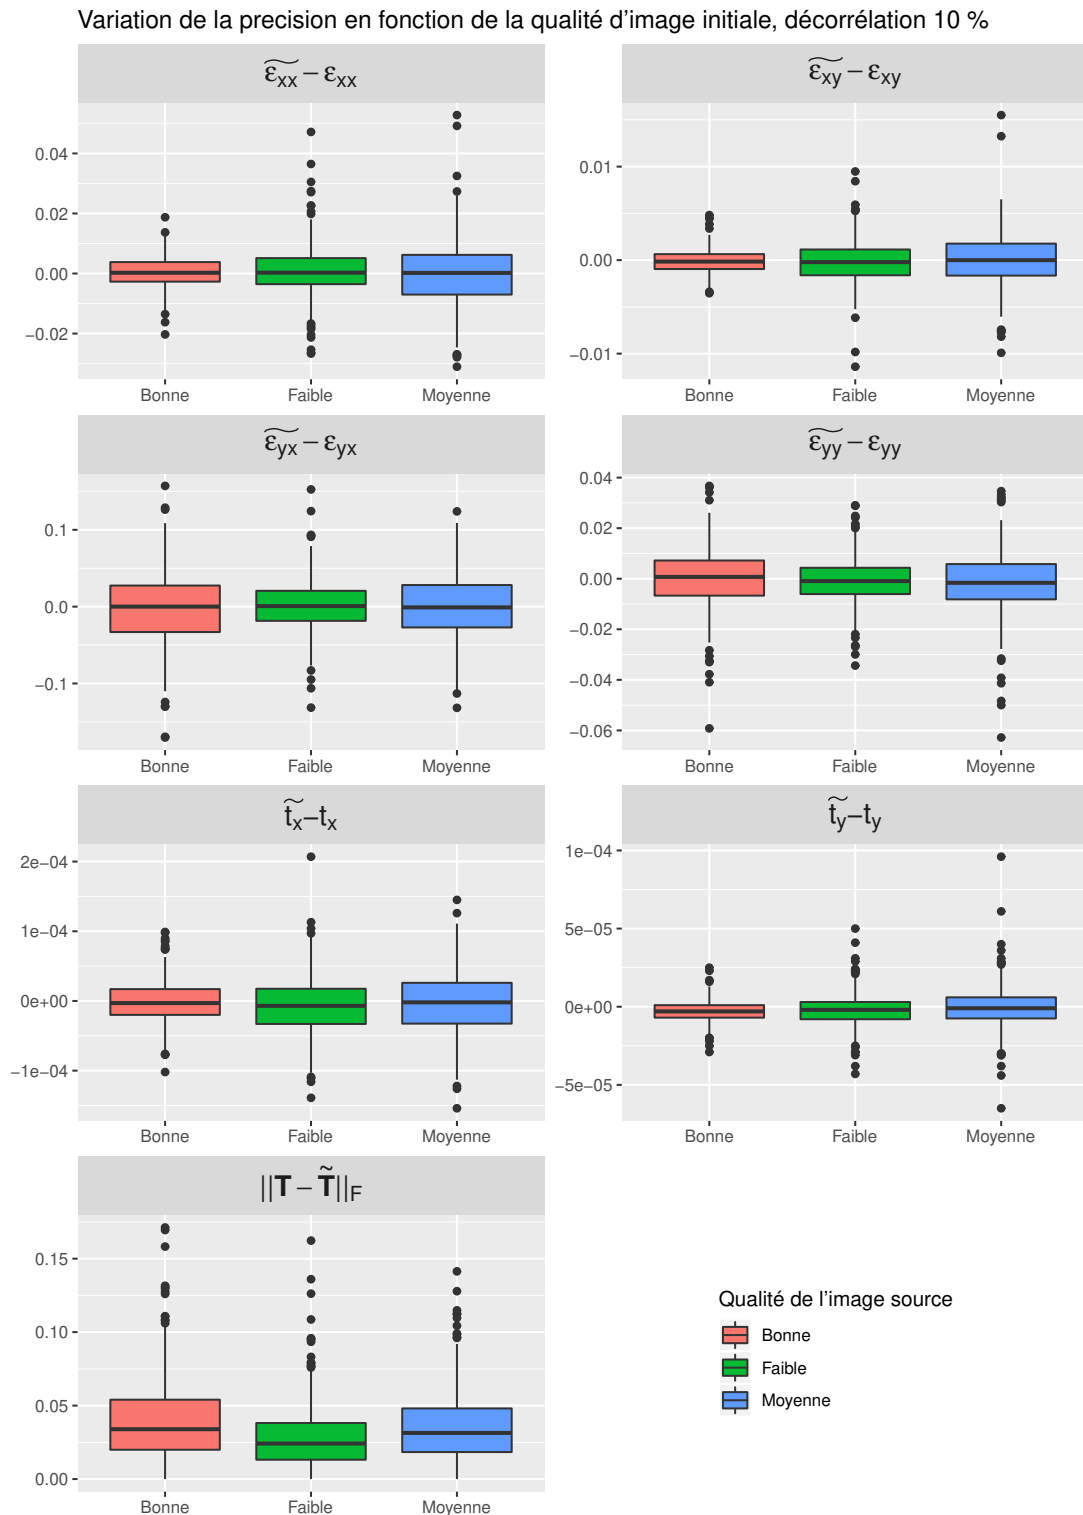 Variation de la precision en fonction de la qualité d'image initiale, décorrélation 10 %
ε̃xx − εxx
ε̃xy − εxy
0.04
0.02
0.00
−0.02
Bonne Faible Moyenne
0.01
0.00
−0.01
Bonne Faible Moyenne
ε̃yx − εyx
ε̃yy − εyy
0.1
0.0
−0.1
Bonne Faible Moyenne
0.04
0.02
0.00
−0.02
−0.04
−0.06
Bonne Faible Moyenne
t̃x−tx
t̃y−ty
2e−04
1e−04
0e+00
−1e−04
Bonne Faible Moyenne
1e−04
5e−05
0e+00
−5e−05
Bonne Faible Moyenne
||T − T̃||F
0.15
0.10
0.05
0.00
Bonne Faible Moyenne
Qualité de l'image source
Bonne
Faible
Moyenne